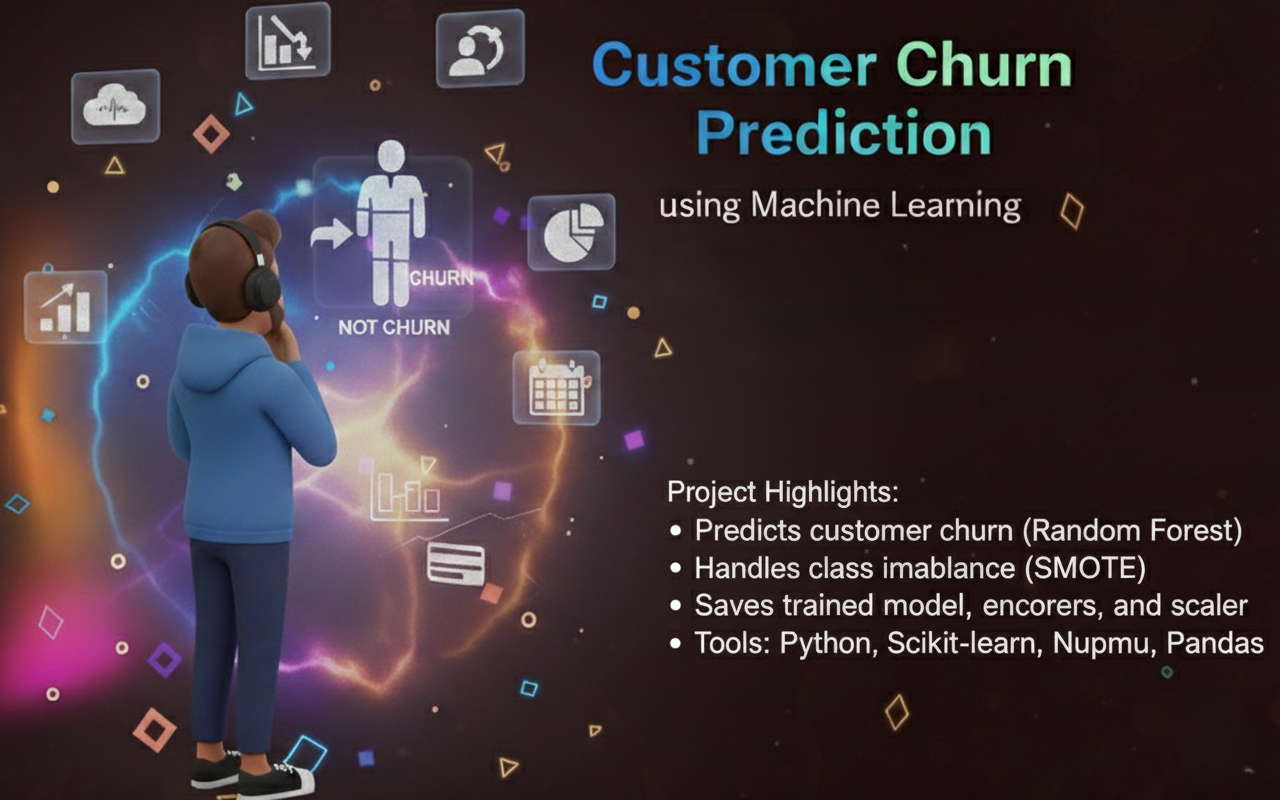 Customer Churn
Prediction
using Machine Learning
CHURN
NOT CHURN
Project Highlights:
• Predicts customer churn (Random Forest)
• Handles class imablance (SMOTE)
• Saves trained model, encorers, and scaler
• Tools: Python, Scikit-learn, Nupmu, Pandas